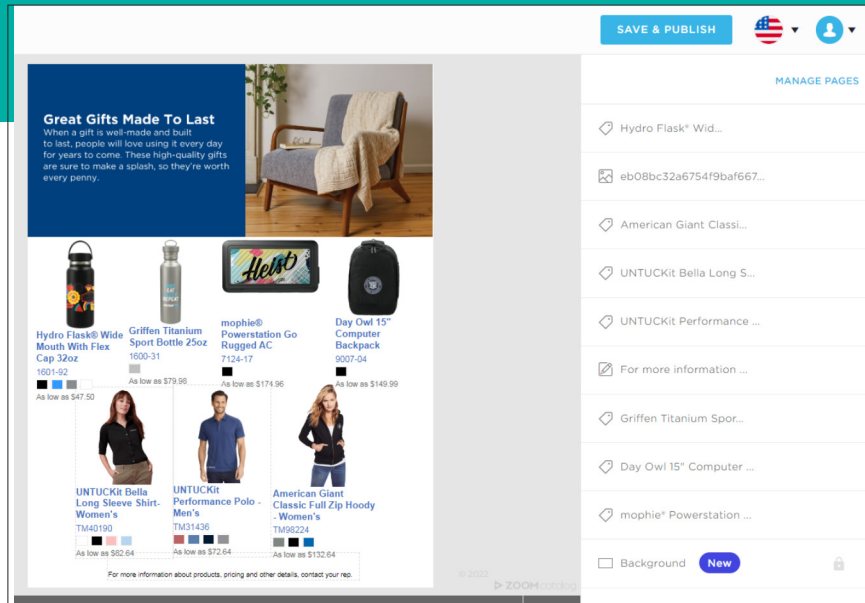 SAVE & PUBLISH
MANAGE PAGES
Great Gifts Made To Last
When a gift is well-made and built
to last, people will love using it every day
for years to come. These high-quality gifts
are sure to make a splash, so they're worth
every penny.
Heist
EAT
REPEAT
Hydro Flask® Wide
Mouth With Flex
Cap 32oz
1601-92
As low as $47.50
Griffen Titanium
Sport Bottle 25oz
1600-31
As low as $79.98
mophie®
Powerstation Go
Rugged AC
7124-17
As low as $174.96
Day Owl 15"
Computer
Backpack
9007-04
As low as $149.99
UNTUCKit Bella
Long Sleeve Shirt-
Women's
TM40190
As low as $82.64
UNTUCKit
Performance Polo -
Men's
TM31436
As low as $72.64
American Giant
Classic Full Zip Hoody
- Women's
TM98224
As low as $132.64
For more information about products, pricing and other details, contact your rep.
© 2022
ZOOMcatalog
Hydro Flask® Wid...
eb08bc32a6754f9baf667...
American Giant Classi...
UNTUCKit Bella Long S...
UNTUCKit Performance ...
For more information ...
Griffen Titanium Spor...
Day Owl 15" Computer ...
mophie® Powerstation ...
Background New